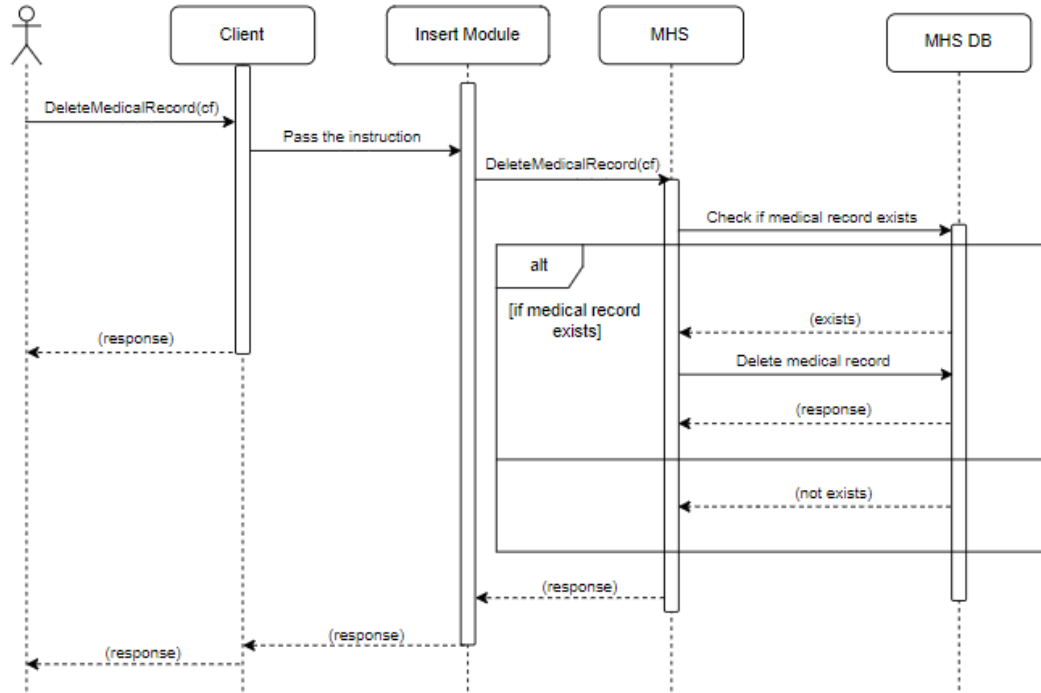 Client
Insert Module
MHS
MHS DB
DeleteMedicalRecord(cf)
Pass the instruction
DeleteMedicalRecord(cf)
Check if medical record exists
alt
[if medical record
exists]
(exists)
(response)
Delete medical record
(response)
(not exists)
(response)
(response)
(response)